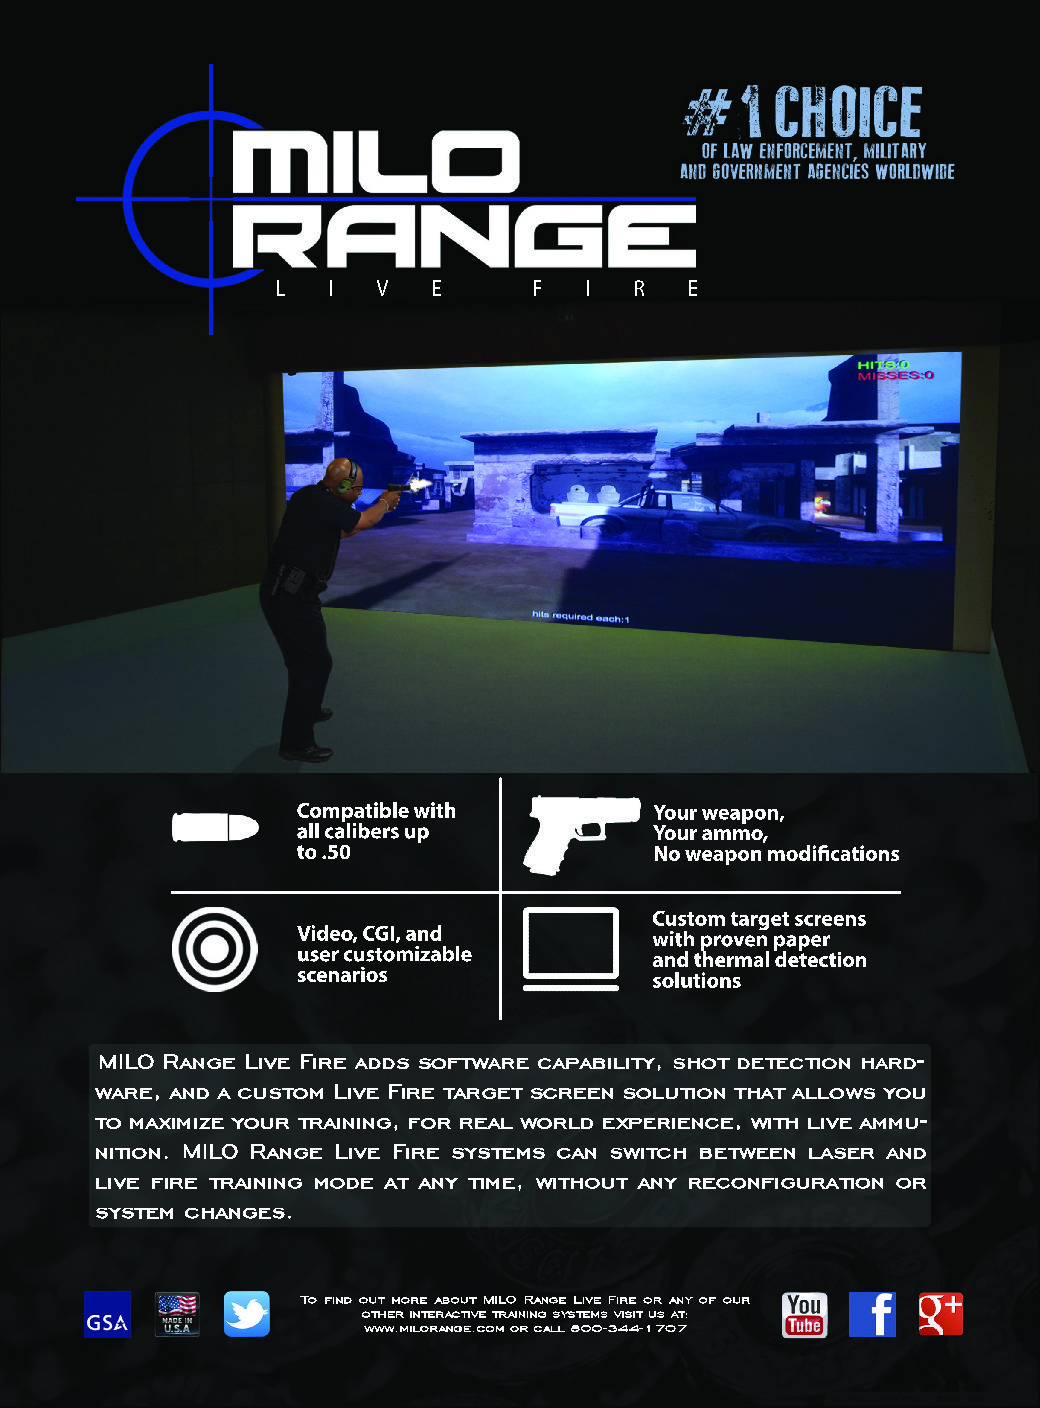 MILO
RANGE
LIVE FIRE
#1 CHOICE
OF LAW ENFORCEMENT, MILITARY
AND GOVERNMENT AGENCIES WORLDWIDE
HITS:0
MISSES:0
hits required each:1
Compatible with
all calibers up
to .50
Your weapon,
Your ammo,
No weapon modifications
Video, CGI, and
user customizable
scenarios
Custom target screens
with proven paper
and thermal detection
solutions
MILO Range Live Fire adds software capability, shot detection hard-
ware, and a custom Live Fire target screen solution that allows you
to maximize your training, for real world experience, with live ammu-
nition. MILO Range Live Fire systems can switch between laser and
live fire training mode at any time, without any reconfiguration or
system changes.
GSA
MADE IN
U.S.A
To find out more about MILO Range Live Fire or any of our
other interactive training systems visit us at:
www.milorange.com or call 800-344-1707
You
Tube
f
g+